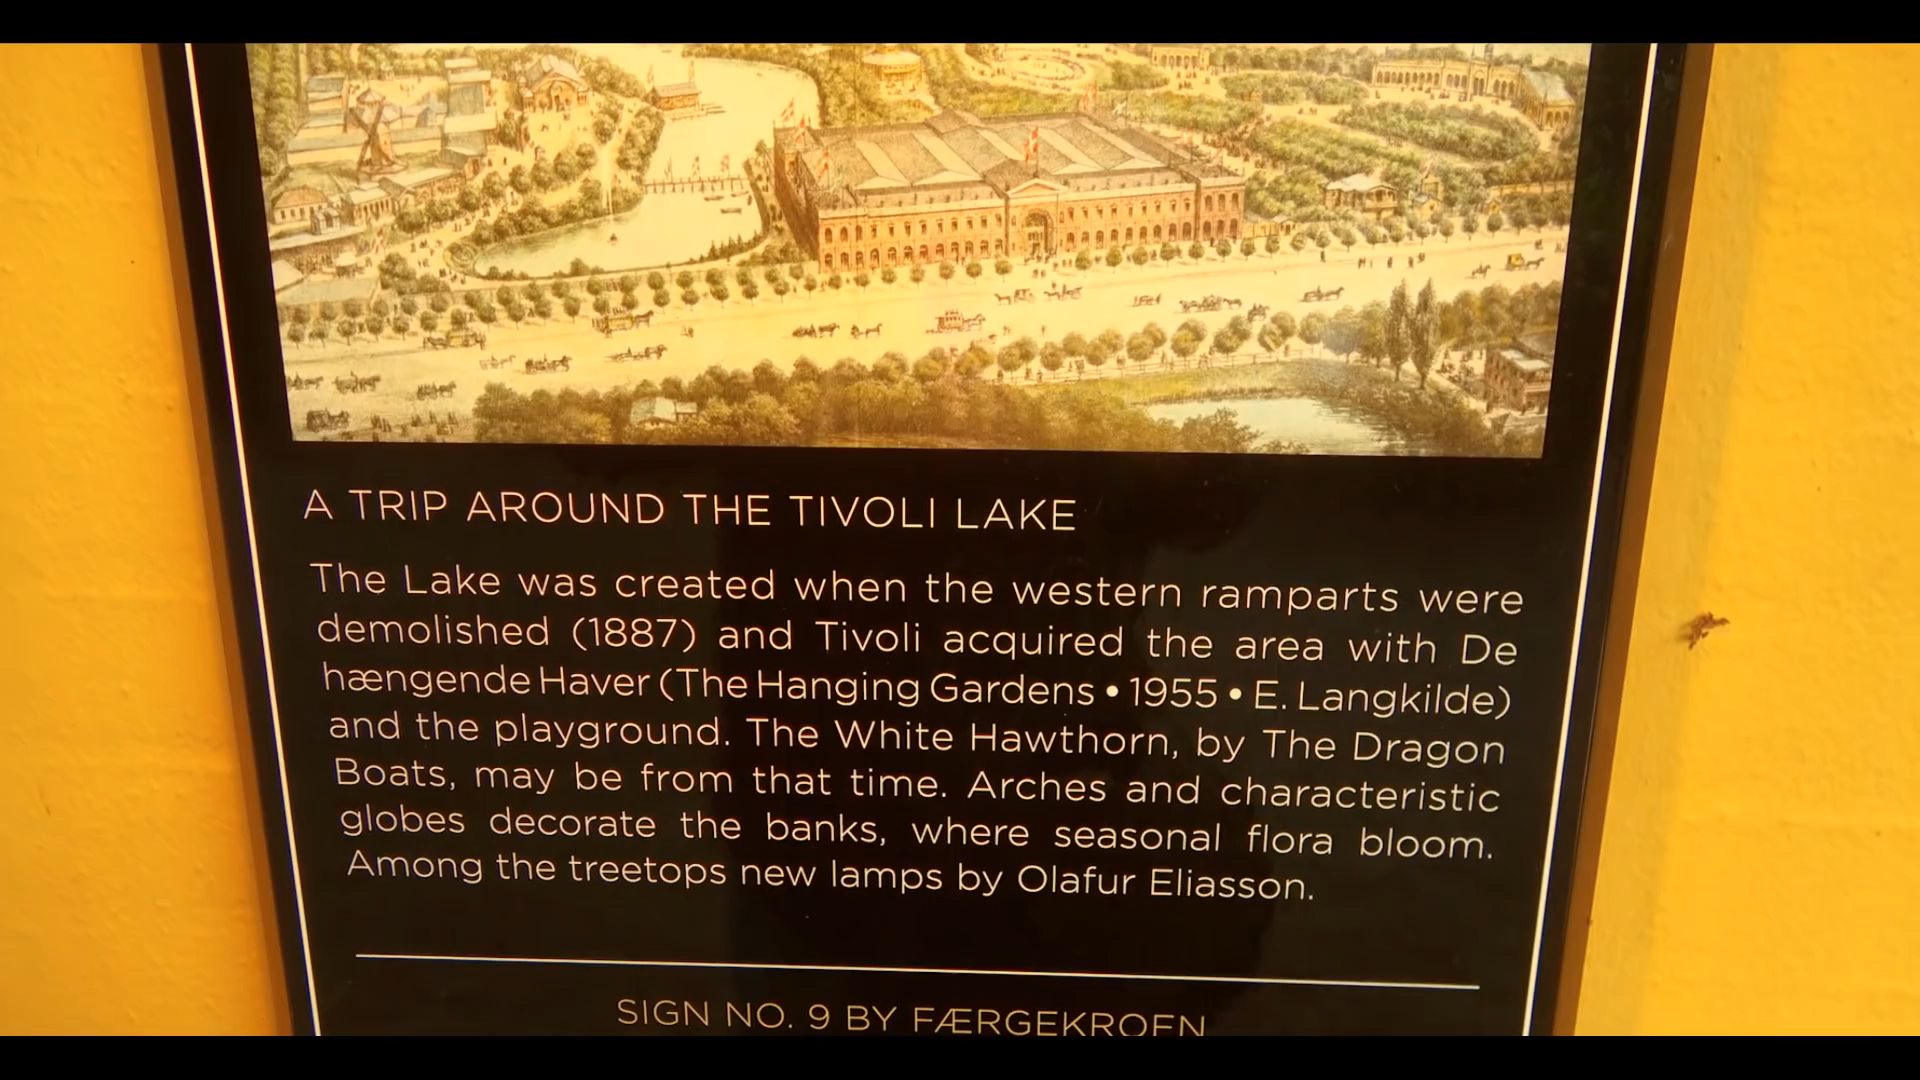 A TRIP AROUND THE TIVOLI LAKE
The Lake was created when the western ramparts were
demolished (1887) and Tivoli acquired the area with De
hængende Haver (The Hanging Gardens • 1955 • E. Langkilde)
and the playground. The White Hawthorn, by The Dragon
Boats, may be from that time. Arches and characteristic
globes decorate the banks, where seasonal flora bloom.
Among the treetops new lamps by Olafur Eliasson.
SIGN NO. 9 BY FÆRGEKROEN